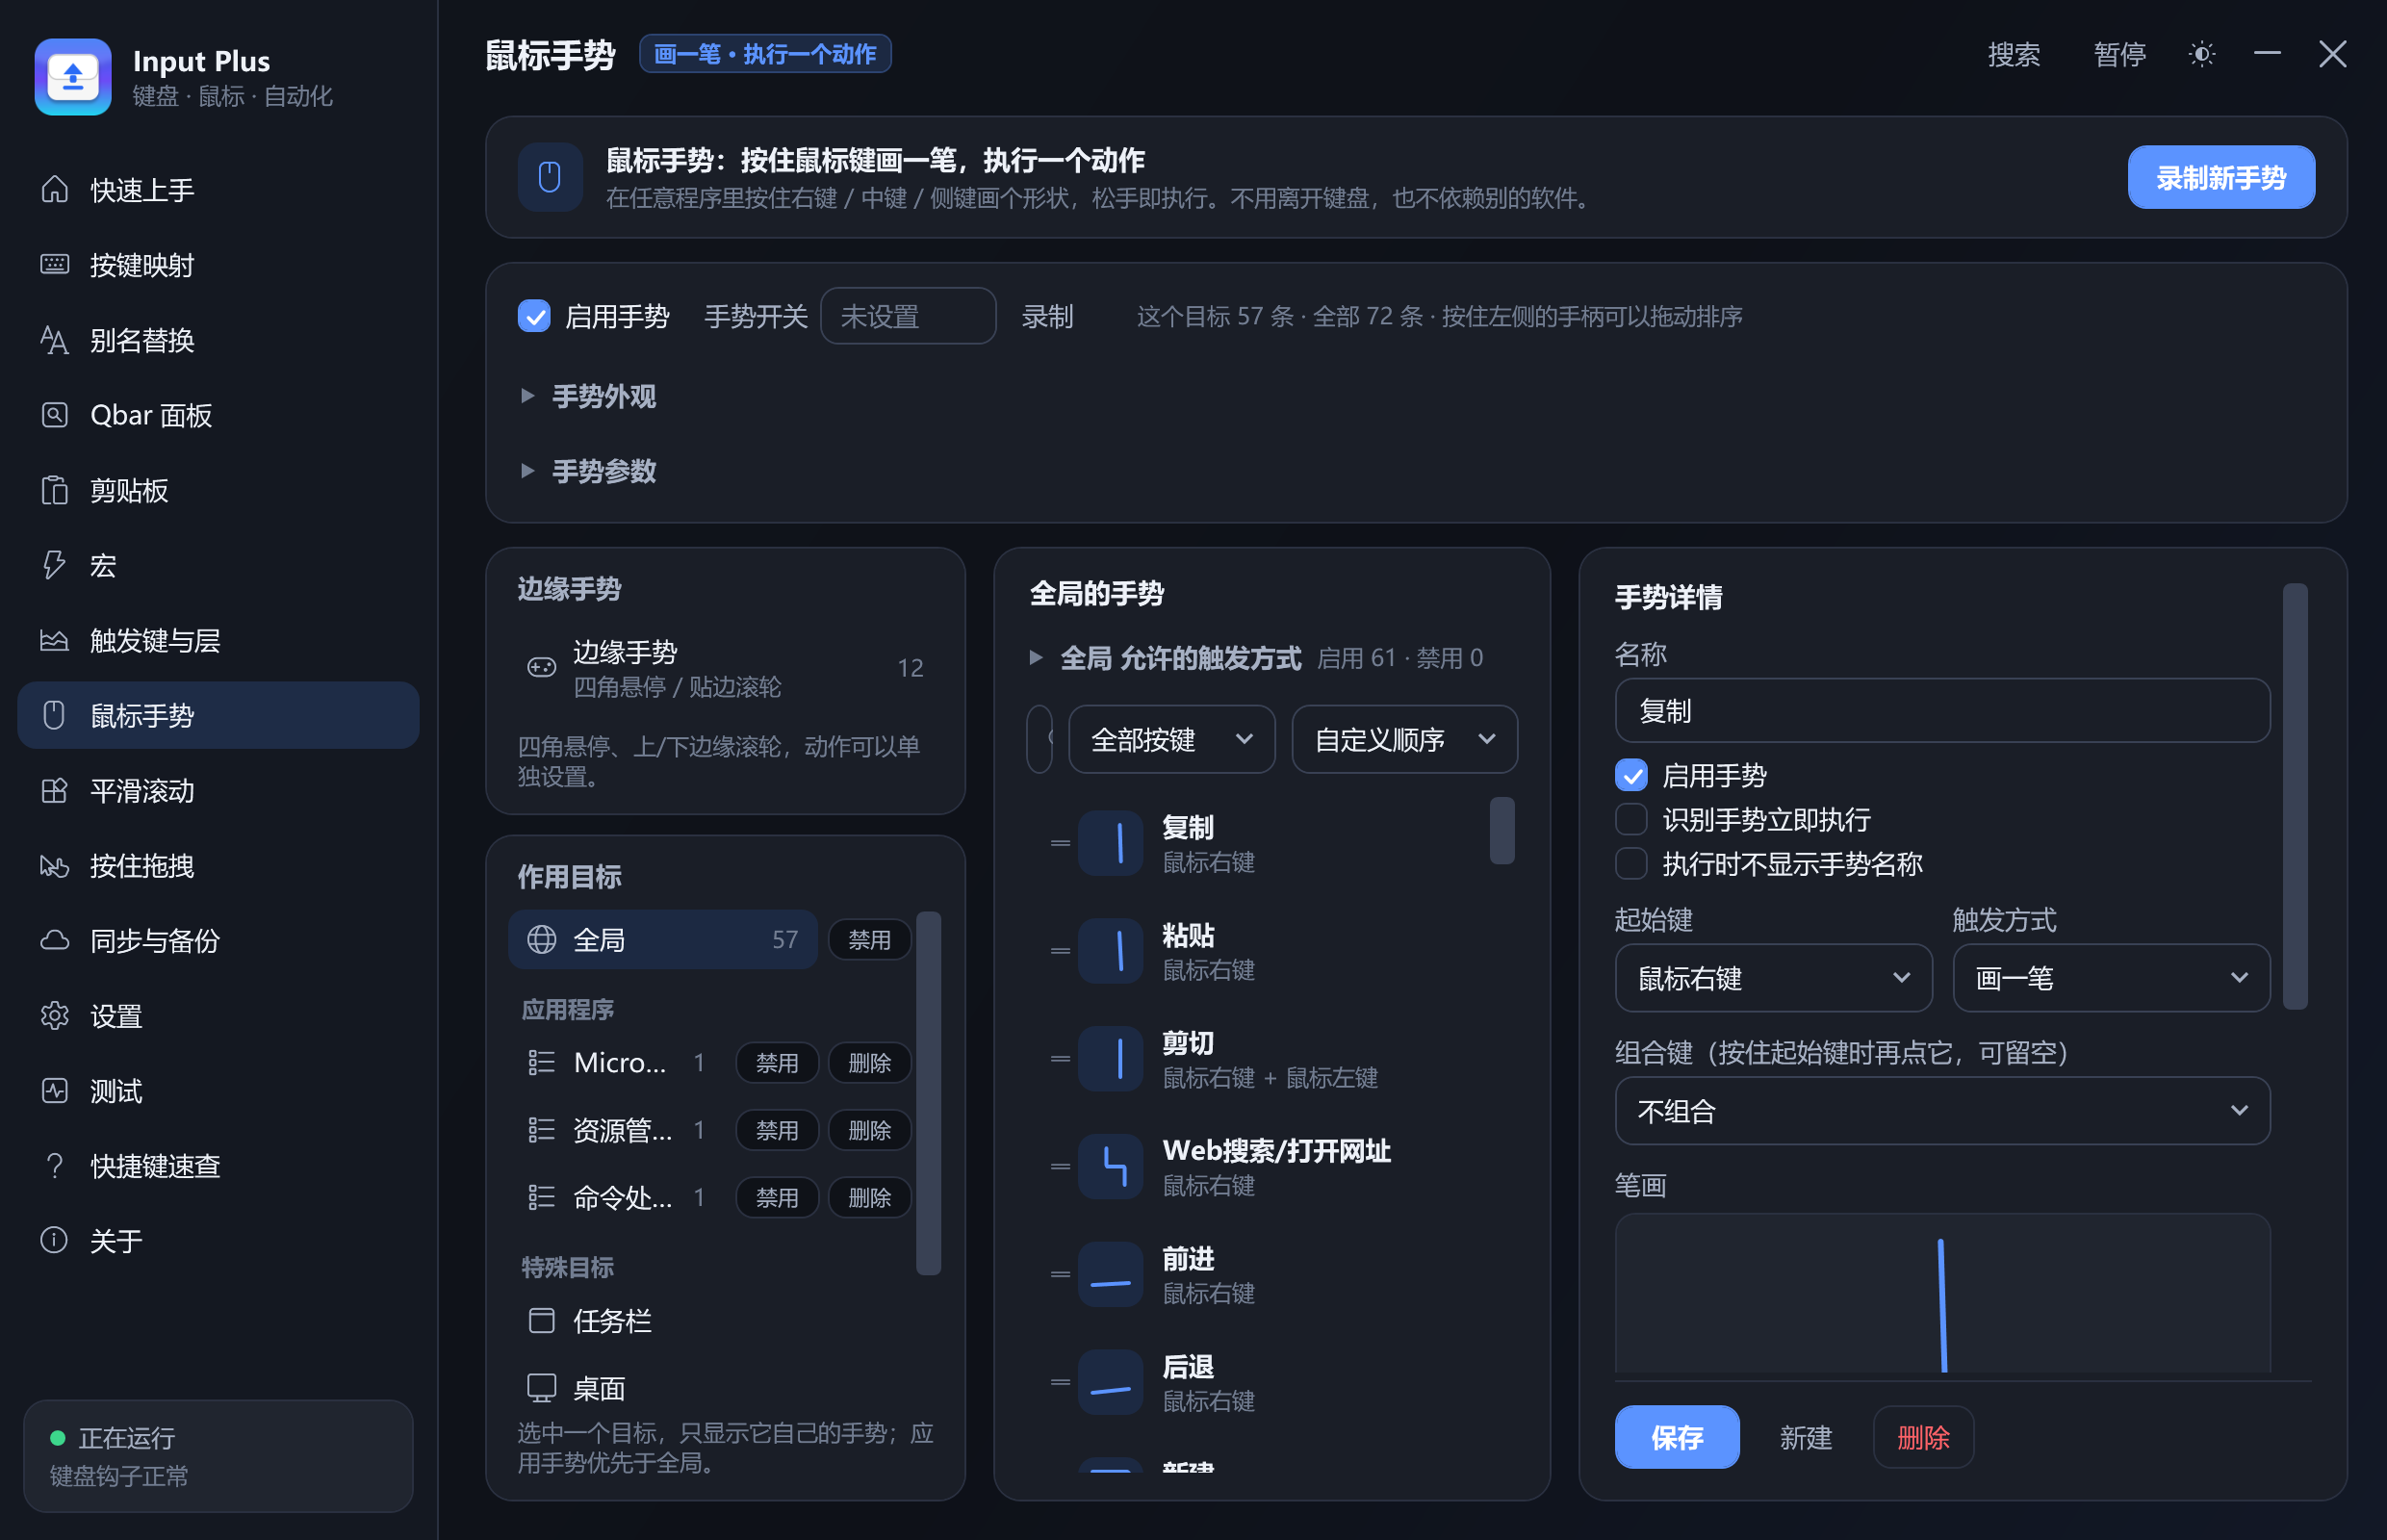 Input Plus
键盘 · 鼠标 · 自动化
快速上手
按键映射
别名替换
Qbar 面板
剪贴板
宏
触发键与层
鼠标手势
平滑滚动
按住拖拽
同步与备份
设置
测试
快捷键速查
关于
正在运行
键盘钩子正常
鼠标手势
画一笔 · 执行一个动作
搜索
暂停
鼠标手势：按住鼠标键画一笔，执行一个动作
在任意程序里按住右键 / 中键 / 侧键画个形状，松手即执行。不用离开键盘，也不依赖别的软件。
录制新手势
启用手势
手势开关
未设置
录制
这个目标 57 条 · 全部 72 条 · 按住左侧的手柄可以拖动排序
手势外观
手势参数
边缘手势
边缘手势
四角悬停 / 贴边滚轮
12
四角悬停、上/下边缘滚轮，动作可以单
独设置。
作用目标
全局 57 禁用
应用程序
Micro... 1 禁用 删除
资源管... 1 禁用 删除
命令处... 1 禁用 删除
特殊目标
任务栏
桌面
选中一个目标，只显示它自己的手势；应
用手势优先于全局。
全局的手势
全局 允许的触发方式 启用 61 · 禁用 0
全部按键
自定义顺序
复制
鼠标右键
粘贴
鼠标右键
剪切
鼠标右键 + 鼠标左键
Web搜索/打开网址
鼠标右键
前进
鼠标右键
后退
鼠标右键
新建
手势详情
名称
复制
启用手势
识别手势立即执行
执行时不显示手势名称
起始键
触发方式
鼠标右键
画一笔
组合键（按住起始键时再点它，可留空）
不组合
笔画
保存
新建
删除